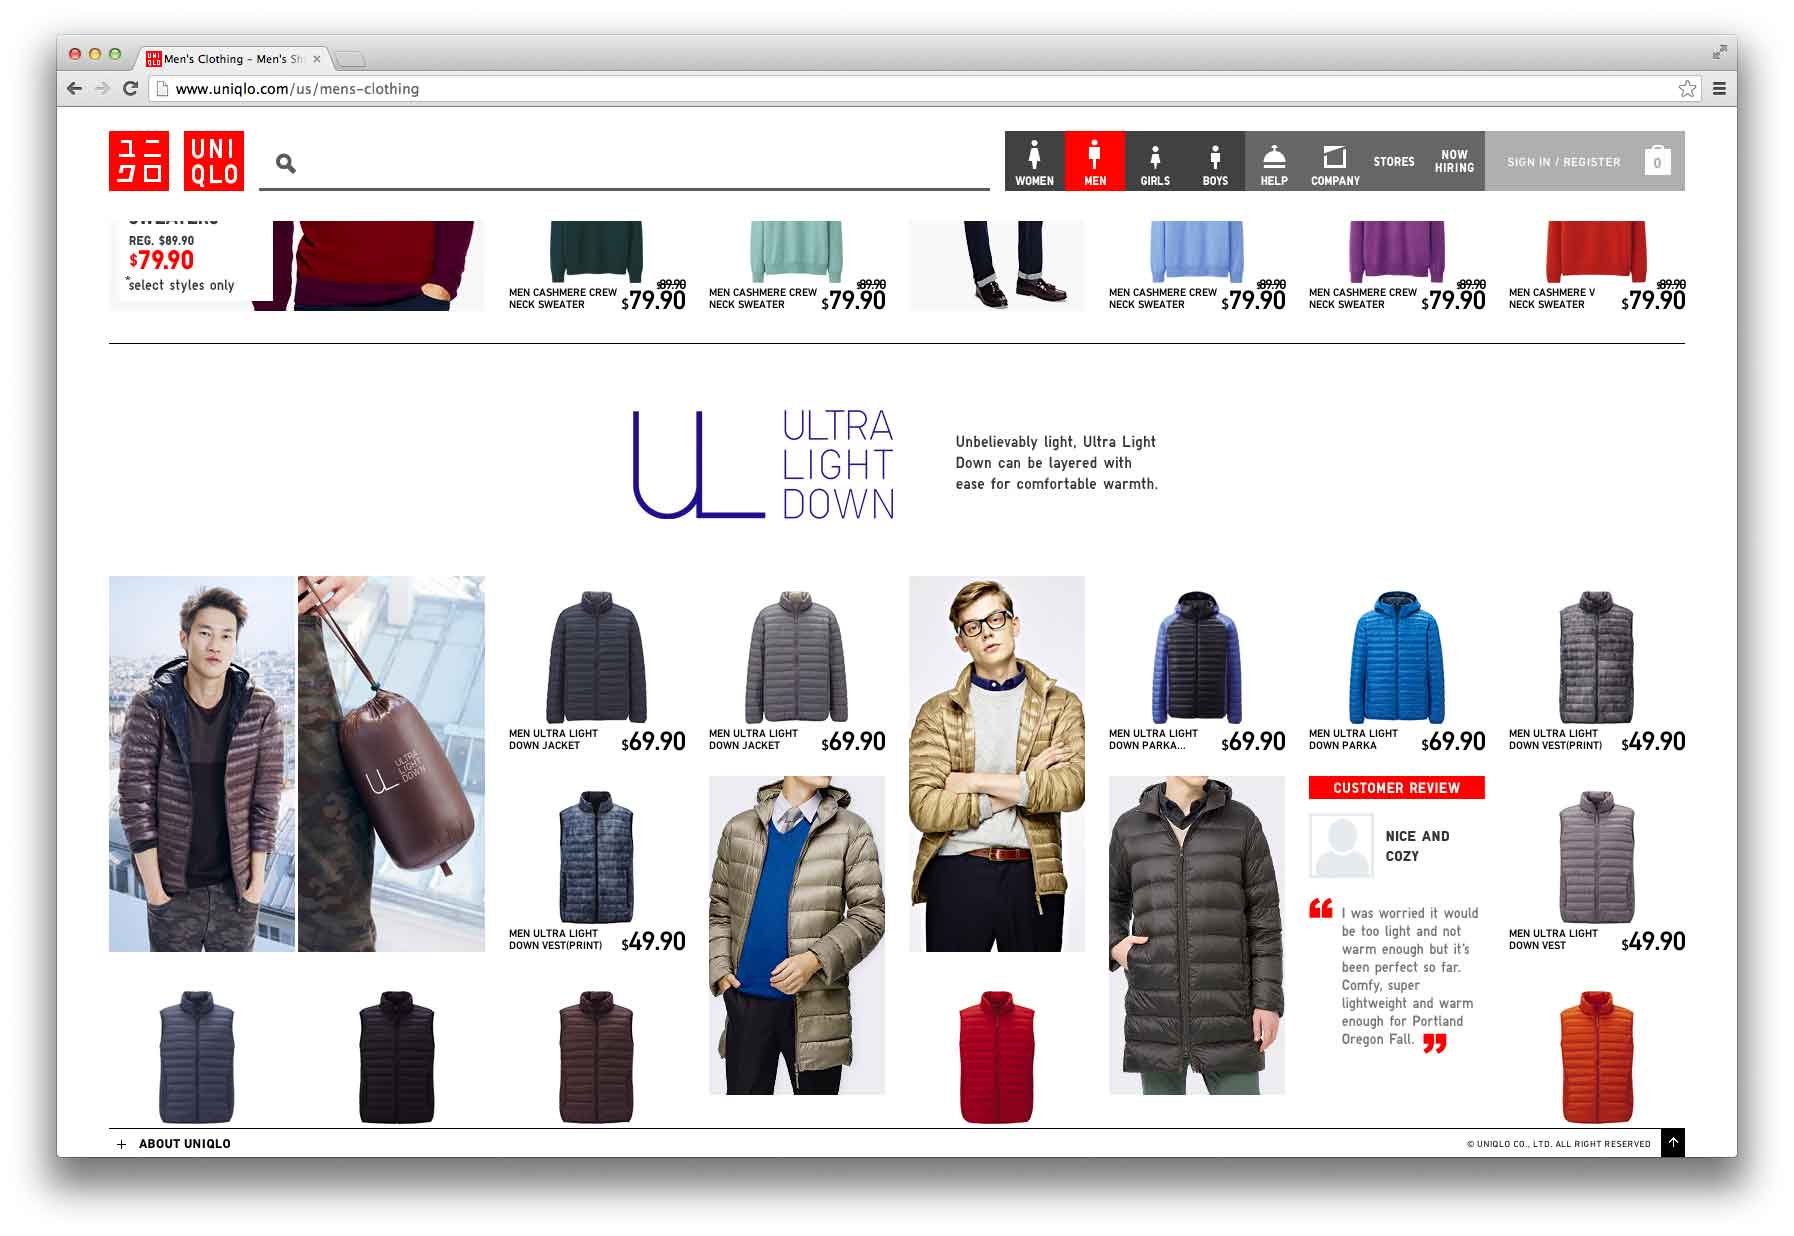 Men's Clothing - Men's Sh
www.uniqlo.com/us/mens-clothing
ユニ
クロ
UNI
QLO
WOMEN
MEN
GIRLS
BOYS
HELP
COMPANY
STORES
NOW
HIRING
SIGN IN / REGISTER
0
SWEATERS
REG. $89.90
$79.90
*select styles only
MEN CASHMERE CREW
NECK SWEATER
$89.90
$79.90
MEN CASHMERE CREW
NECK SWEATER
$89.90
$79.90
MEN CASHMERE CREW
NECK SWEATER
$89.90
$79.90
MEN CASHMERE CREW
NECK SWEATER
$89.90
$79.90
MEN CASHMERE V
NECK SWEATER
$89.90
$79.90
UL
ULTRA
LIGHT
DOWN
Unbelievably light, Ultra Light
Down can be layered with
ease for comfortable warmth.
UL
ULTRA
LIGHT
DOWN
MEN ULTRA LIGHT
DOWN JACKET
$69.90
MEN ULTRA LIGHT
DOWN JACKET
$69.90
MEN ULTRA LIGHT
DOWN PARKA...
$69.90
MEN ULTRA LIGHT
DOWN PARKA
$69.90
MEN ULTRA LIGHT
DOWN VEST(PRINT)
$49.90
MEN ULTRA LIGHT
DOWN VEST(PRINT)
$49.90
CUSTOMER REVIEW
NICE AND
COZY
“ I was worried it would
be too light and not
warm enough but it's
been perfect so far.
Comfy, super
lightweight and warm
enough for Portland
Oregon Fall. ”
MEN ULTRA LIGHT
DOWN VEST
$49.90
+ ABOUT UNIQLO
© UNIQLO CO., LTD. ALL RIGHT RESERVED